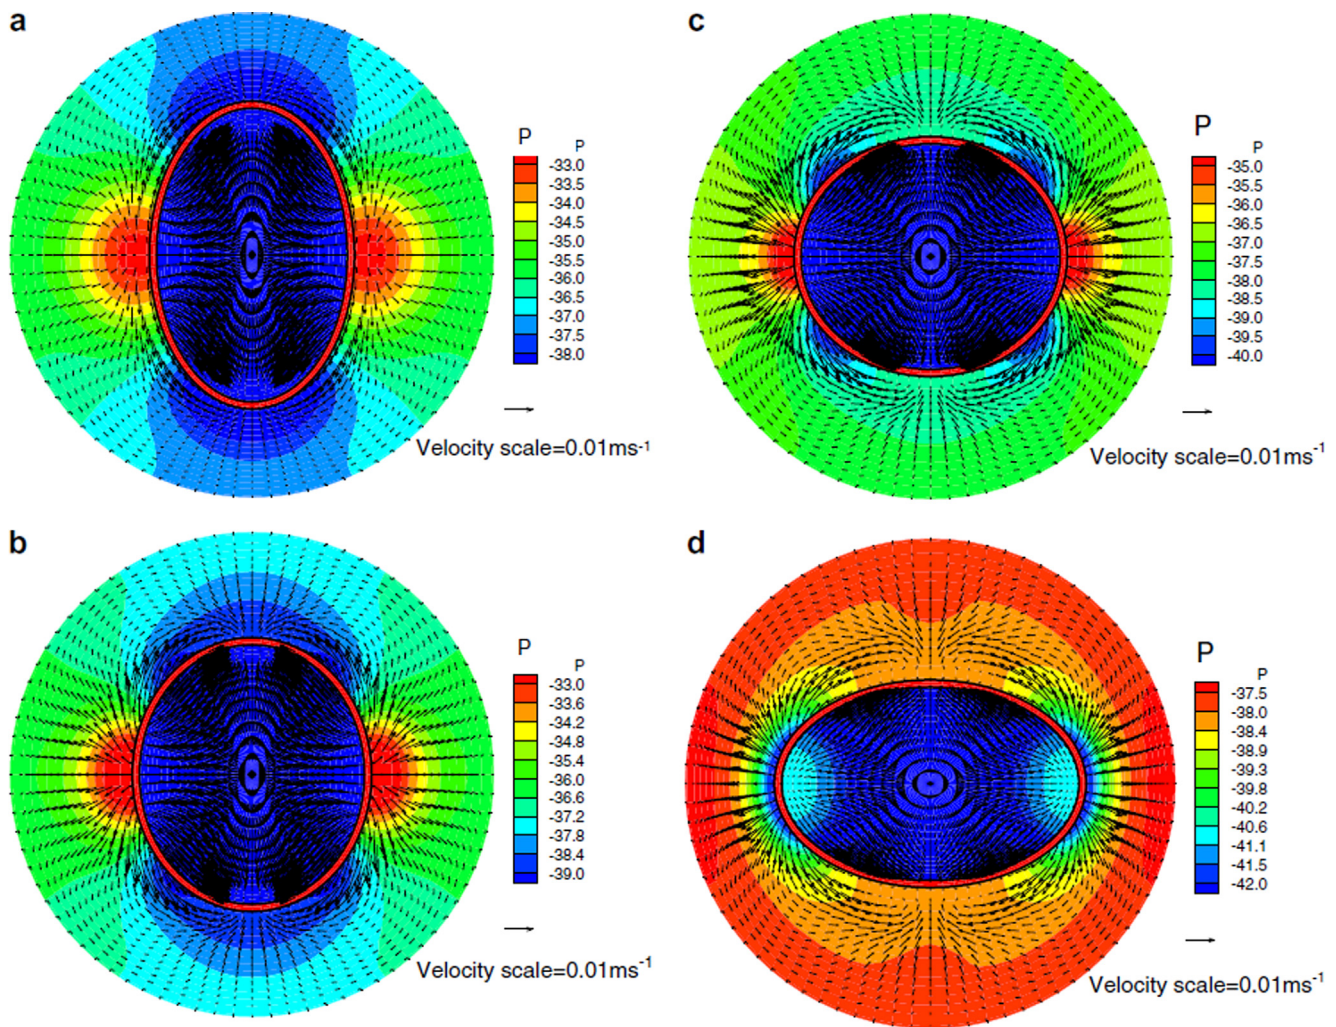 a
P
P
-33.0
-33.5
-34.0
-34.5
-35.0
-35.5
-36.0
-36.5
-37.0
-37.5
-38.0
Velocity scale=0.01ms-1
c
P
P
-35.0
-35.5
-36.0
-36.5
-37.0
-37.5
-38.0
-38.5
-39.0
-39.5
-40.0
Velocity scale=0.01ms-1
b
P
P
-33.0
-33.6
-34.2
-34.8
-35.4
-36.0
-36.6
-37.2
-37.8
-38.4
-39.0
Velocity scale=0.01ms-1
d
P
P
-37.5
-38.0
-38.4
-38.9
-39.3
-39.8
-40.2
-40.6
-41.1
-41.5
-42.0
Velocity scale=0.01ms-1